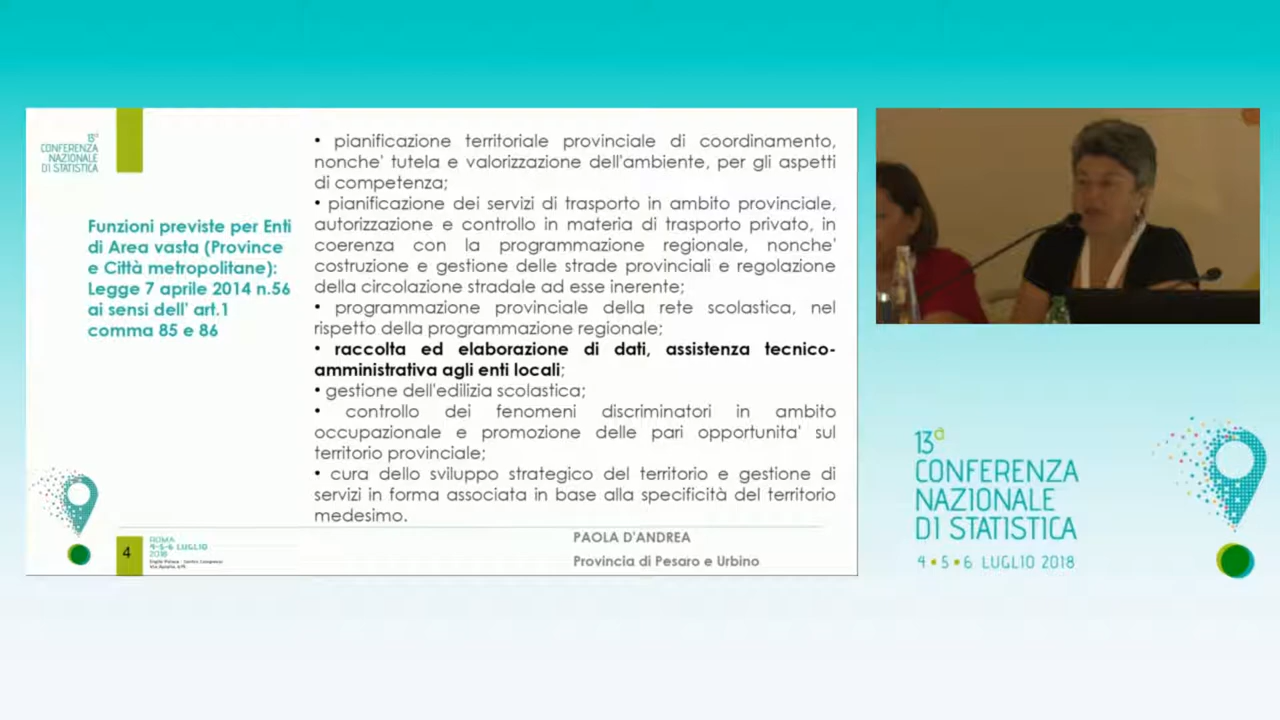 13ª
CONFERENZA
NAZIONALE
DI STATISTICA
Funzioni previste per Enti
di Area vasta (Province
e Città metropolitane):
Legge 7 aprile 2014 n.56
ai sensi dell' art.1
comma 85 e 86
• pianificazione territoriale provinciale di coordinamento,
nonche' tutela e valorizzazione dell'ambiente, per gli aspetti
di competenza;
• pianificazione dei servizi di trasporto in ambito provinciale,
autorizzazione e controllo in materia di trasporto privato, in
coerenza con la programmazione regionale, nonche'
costruzione e gestione delle strade provinciali e regolazione
della circolazione stradale ad esse inerente;
• programmazione provinciale della rete scolastica, nel
rispetto della programmazione regionale;
• raccolta ed elaborazione di dati, assistenza tecnico-
amministrativa agli enti locali;
• gestione dell'edilizia scolastica;
• controllo dei fenomeni discriminatori in ambito
occupazionale e promozione delle pari opportunita' sul
territorio provinciale;
• cura dello sviluppo strategico del territorio e gestione di
servizi in forma associata in base alla specificità del territorio
medesimo.
4
ROMA
4-5-6 LUGLIO
2018
PAOLA D'ANDREA
Provincia di Pesaro e Urbino
13ª
CONFERENZA
NAZIONALE
DI STATISTICA
4 • 5 • 6 LUGLIO 2018